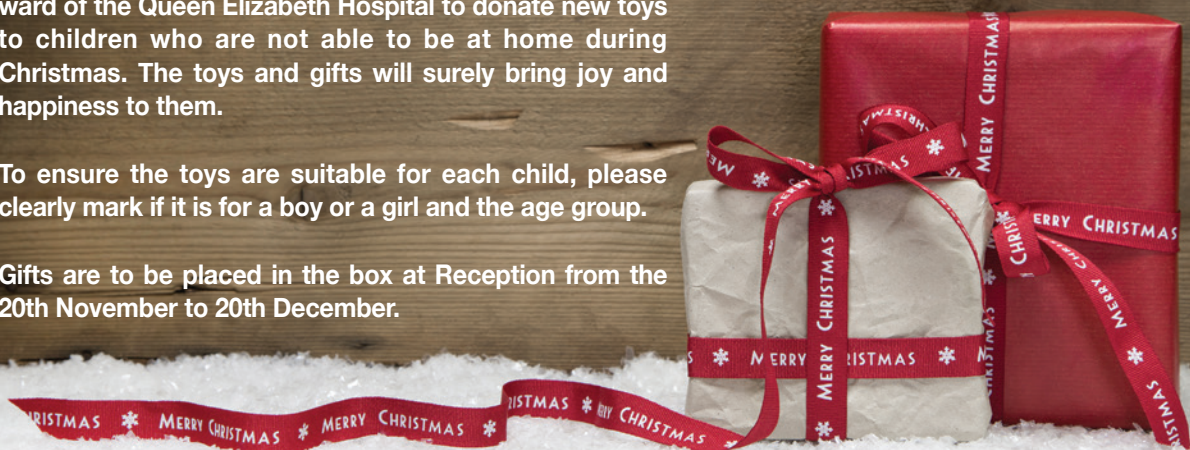 ward of the Queen Elizabeth Hospital to donate new toys
to children who are not able to be at home during
Christmas. The toys and gifts will surely bring joy and
happiness to them.
To ensure the toys are suitable for each child, please
clearly mark if it is for a boy or a girl and the age group.
Gifts are to be placed in the box at Reception from the
20th November to 20th December.
MERRY CHRISTMAS
MERRY CHRISTMAS
MERRY CHRISTMAS
MERRY
MERRY CHRISTMAS
MERRY CHRISTMAS
CHRISTMAS